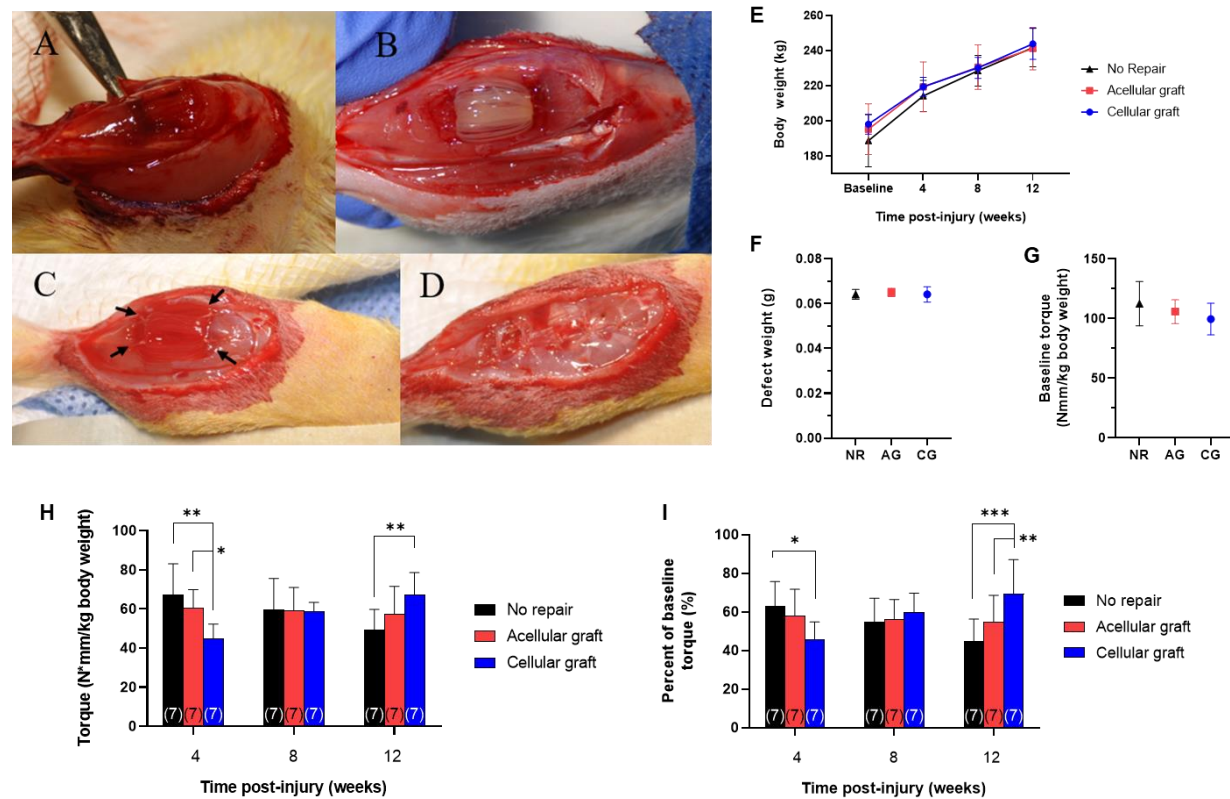 A
B
C
D
E
Body weight (kg)
260
240
220
200
180
Baseline
4
8
12
Time post-injury (weeks)
No Repair
Acellular graft
Cellular graft
F
Defect weight (g)
0.08
0.06
0.04
0.02
0.00
NR
AG
CG
G
Baseline torque
(Nmm/kg body weight)
150
100
50
0
NR
AG
CG
H
Torque (N*mm/kg body weight)
100
80
60
40
20
0
**
*
**
(7) (7) (7)
(7) (7) (7)
(7) (7) (7)
4
8
12
Time post-injury (weeks)
No repair
Acellular graft
Cellular graft
I
Percent of baseline
torque (%)
100
80
60
40
20
0
*
***
**
(7) (7) (7)
(7) (7) (7)
(7) (7) (7)
4
8
12
Time post-injury (weeks)
No repair
Acellular graft
Cellular graft